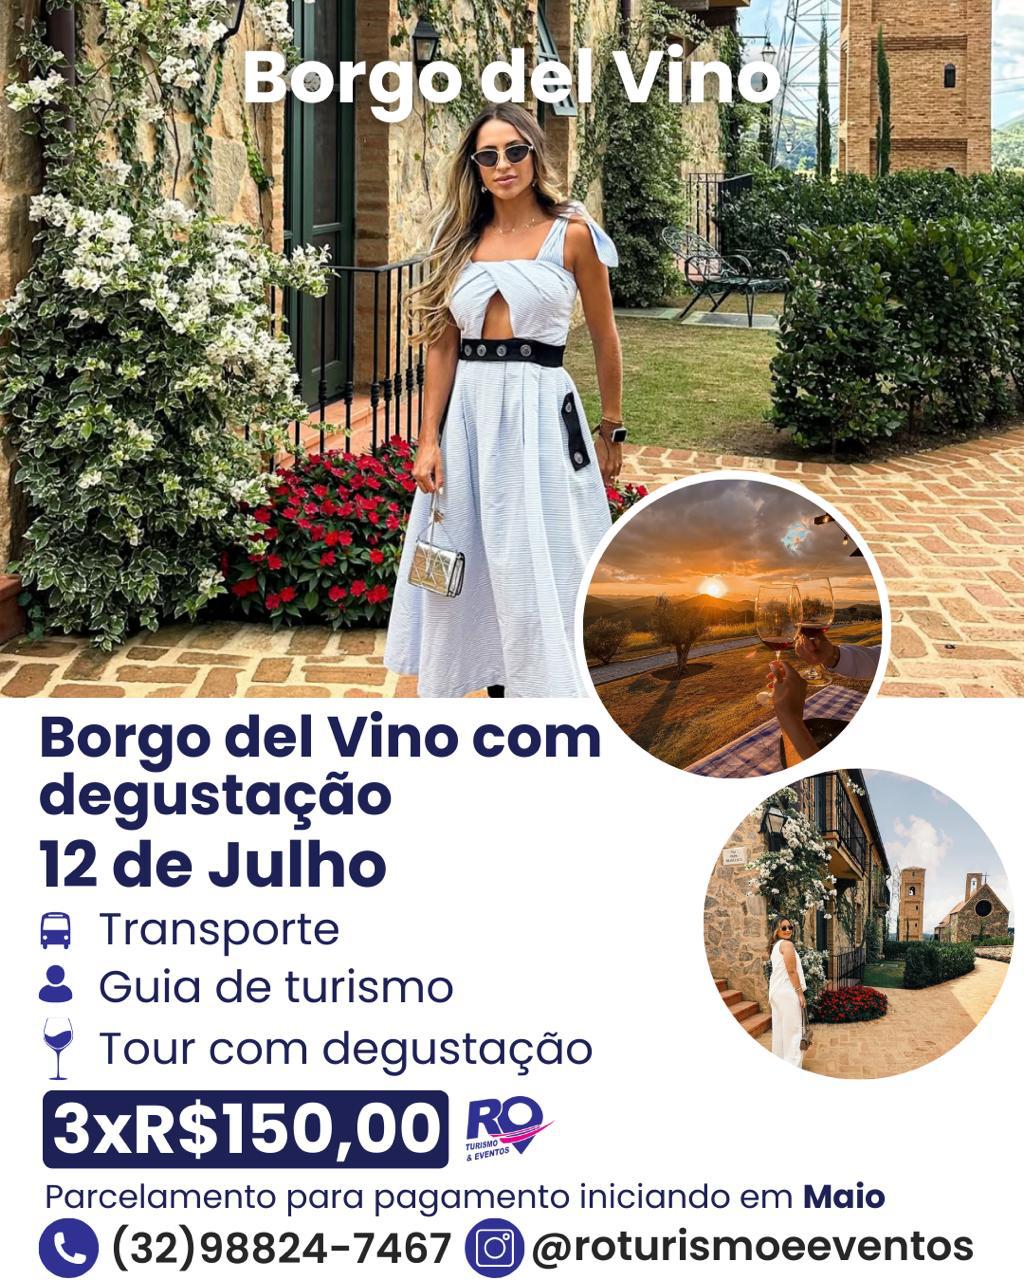 Borgo del Vino
Borgo del Vino com
degustação
12 de Julho
Transporte
Guia de turismo
Tour com degustação
3xR$150,00
RO
TURISMO
& EVENTOS
Parcelamento para pagamento iniciando em Maio
(32)98824-7467 @roturismoeeventos